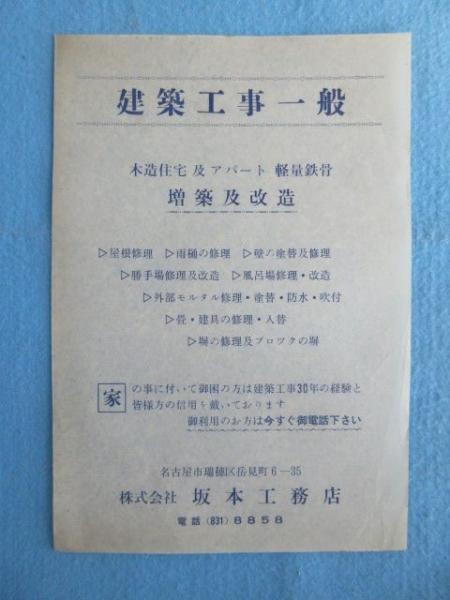 建築工事一般
木造住宅 及 アパート 軽量鉄骨
増築及改造
▷屋根修理 ▷雨樋の修理 ▷壁の塗替及修理
▷勝手場修理及改造 ▷風呂場修理・改造
▷外部モルタル修理・塗替・防水・吹付
▷畳・建具の修理・入替
▷塀の修理及ブロックの塀
家 の事に付いて御困の方は建築工事30年の経験と
皆様方の信用を戴いております
御利用のお方は今すぐ御電話下さい
名古屋市瑞穂区岳見町6―35
株式会社 坂本工務店
電話(831)8858